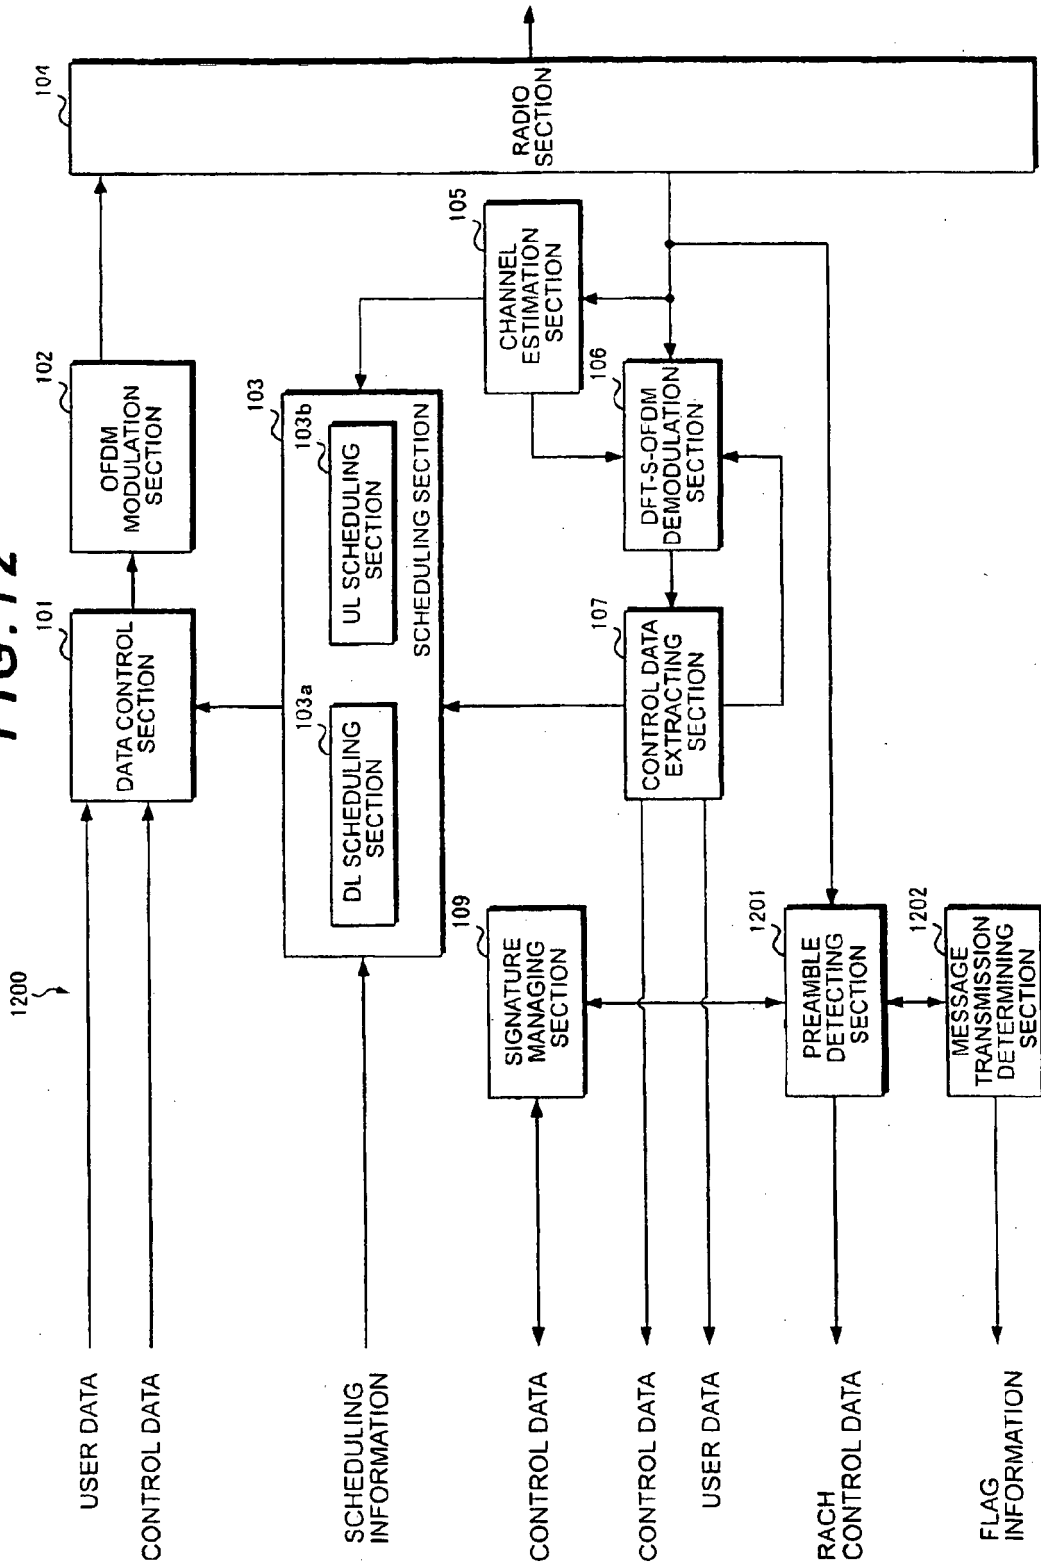 FIG. 12
1200
USER DATA
CONTROL DATA
101
DATA CONTROL
SECTION
102
OFDM
MODULATION
SECTION
104
RADIO
SECTION
SCHEDULING
INFORMATION
103
103a
DL SCHEDULING
SECTION
103b
UL SCHEDULING
SECTION
SCHEDULING SECTION
105
CHANNEL
ESTIMATION
SECTION
CONTROL DATA
109
SIGNATURE
MANAGING
SECTION
CONTROL DATA
USER DATA
107
CONTROL DATA
EXTRACTING
SECTION
106
DFT-S-OFDM
DEMODULATION
SECTION
RACH
CONTROL DATA
1201
PREAMBLE
DETECTING
SECTION
FLAG
INFORMATION
1202
MESSAGE
TRANSMISSION
DETERMINING
SECTION